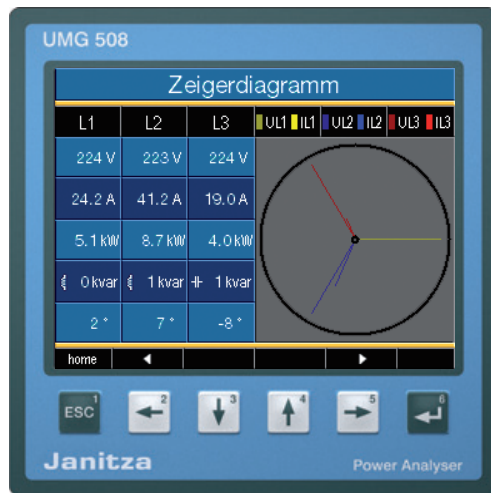 UMG 508
Zeigerdiagramm
L1 L2 L3 UL1 IL1 UL2 IL2 UL3 IL3
224 V 223 V 224 V
24.2 A 41.2 A 19.0 A
5.1 kW 8.7 kW 4.0 kW
0 kvar 1 kvar 1 kvar
2 ° 7 ° -8 °
home
ESC 1 2 3 4 5 6
Janitza Power Analyser